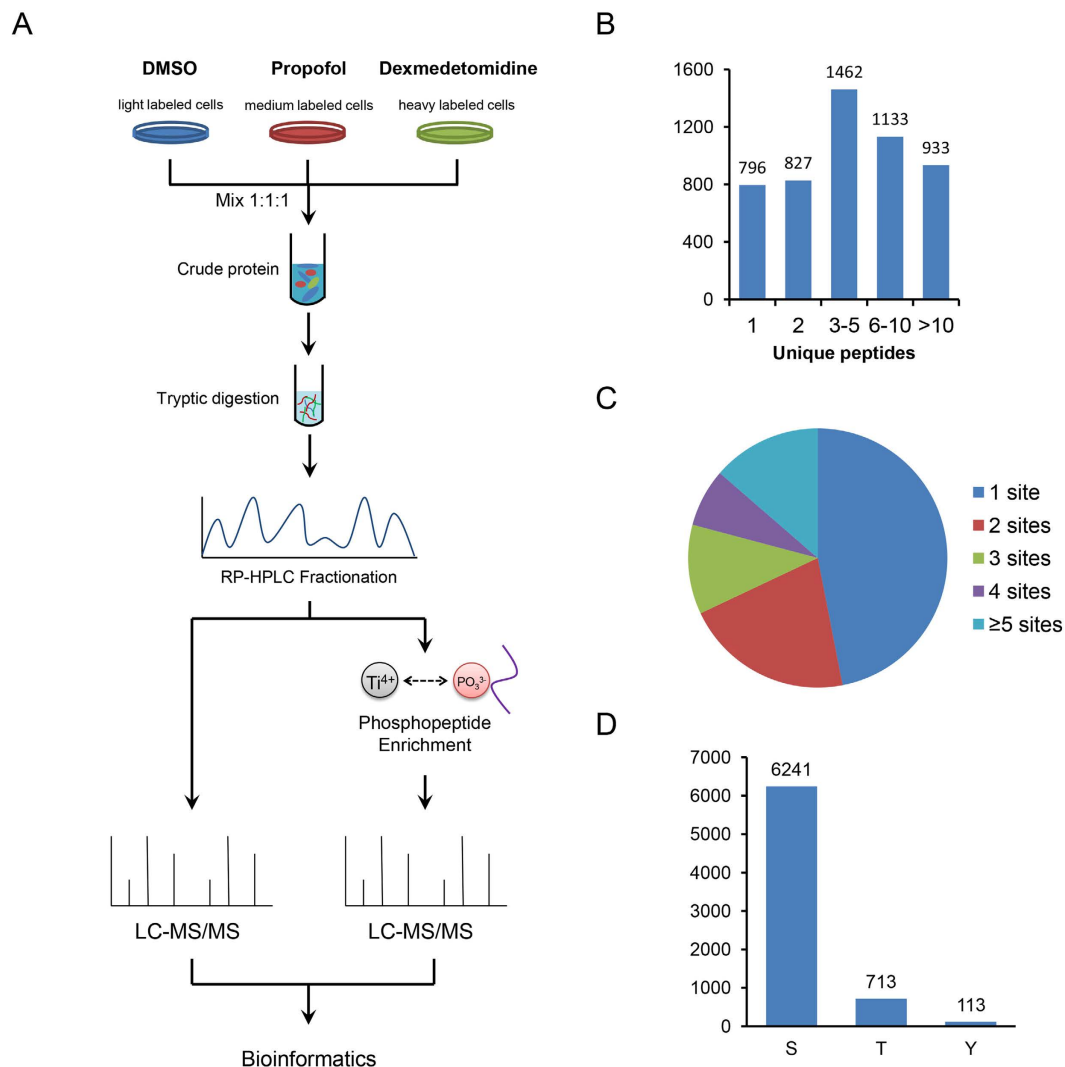 A
DMSO
Propofol
Dexmedetomidine
light labeled cells
medium labeled cells
heavy labeled cells
Mix 1:1:1
Crude protein
Tryptic digestion
RP-HPLC Fractionation
Ti4+
PO33-
Phosphopeptide
Enrichment
LC-MS/MS
LC-MS/MS
Bioinformatics
B
1600
1200
800
400
0
796
827
1462
1133
933
1
2
3-5
6-10
>10
Unique peptides
C
1 site
2 sites
3 sites
4 sites
≥5 sites
D
7000
6000
5000
4000
3000
2000
1000
0
6241
713
113
S
T
Y